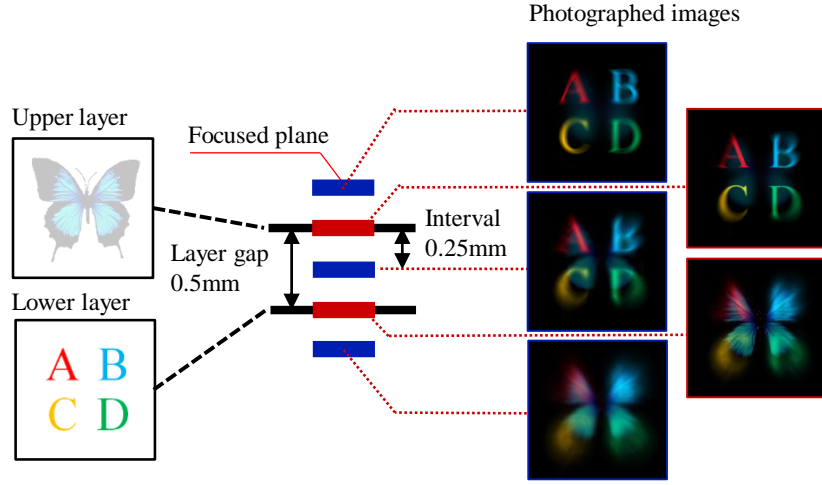 Photographed images
Upper layer
Focused plane
Layer gap
0.5mm
Interval
0.25mm
Lower layer
A B
C D
A B
C D
A B
C D
A B
C D